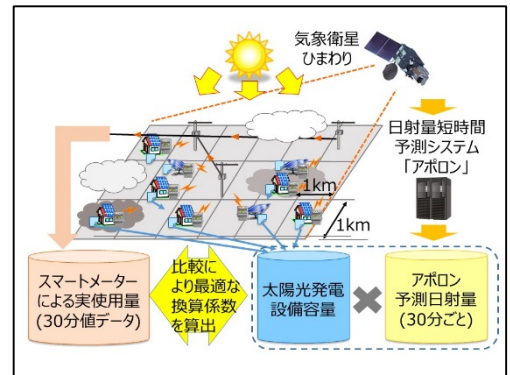 気象衛星
ひまわり
日射量短時間
予測システム
「アポロン」
1km
1km
スマートメーター
による実使用量
(30分値データ)
比較に
より最適な
換算係数
を算出
太陽光発電
設備容量
アポロン
予測日射量
(30分ごと)